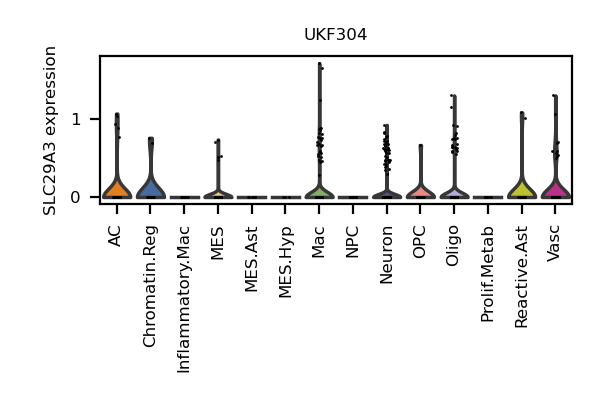 UKF304
SLC29A3 expression
1
0
AC
Chromatin.Reg
Inflammatory.Mac
MES
MES.Ast
MES.Hyp
Mac
NPC
Neuron
OPC
Oligo
Prolif.Metab
Reactive.Ast
Vasc